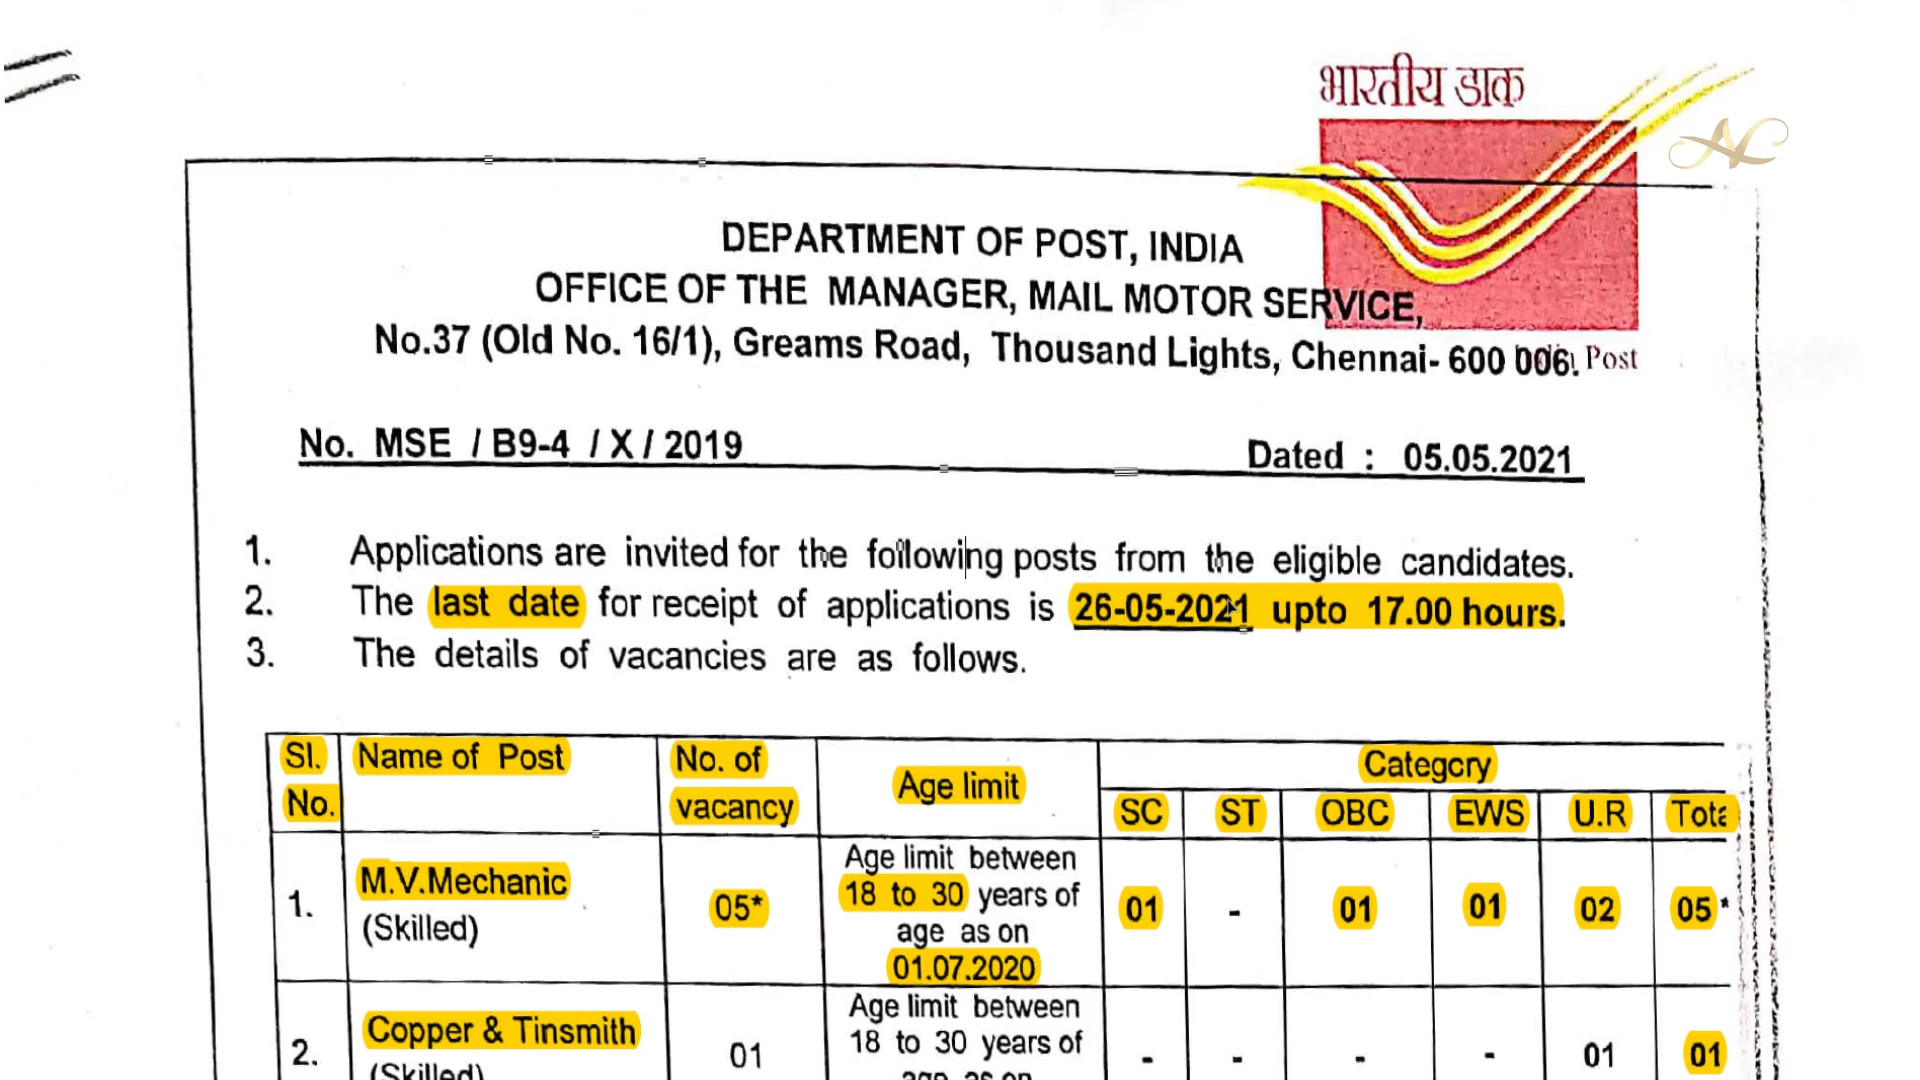 भारतीय डाक
AC
DEPARTMENT OF POST, INDIA
OFFICE OF THE MANAGER, MAIL MOTOR SERVICE,
No.37 (Old No. 16/1), Greams Road, Thousand Lights, Chennai- 600 006.
Post
No. MSE / B9-4 / X / 2019 Dated : 05.05.2021
1. Applications are invited for the following posts from the eligible candidates.
2. The last date for receipt of applications is 26-05-2021 upto 17.00 hours.
3. The details of vacancies are as follows.
Sl. No. Name of Post No. of vacancy Age limit Category
SC ST OBC EWS U.R Tota
1. M.V.Mechanic (Skilled) 05* Age limit between 18 to 30 years of age as on 01.07.2020 01 - 01 01 02 05*
2. Copper & Tinsmith (Skilled) 01 Age limit between 18 to 30 years of age as on - - - - 01 01